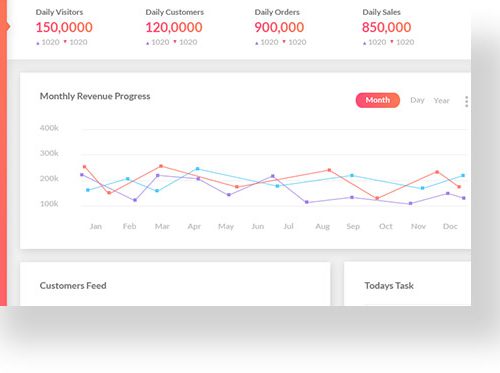 Daily Visitors Daily Customers Daily Orders Daily Sales
150,0000 120,0000 900,000 850,000
▲ 1020 ▼ 1020 ▲ 1020 ▼ 1020 ▲ 1020 ▼ 1020 ▲ 1020 ▼ 1020
Monthly Revenue Progress
Month Day Year
400k
300k
200k
100k
Jan Feb Mar Apr May Jun Jul Aug Sep Oct Nov Doc
Customers Feed Todays Task